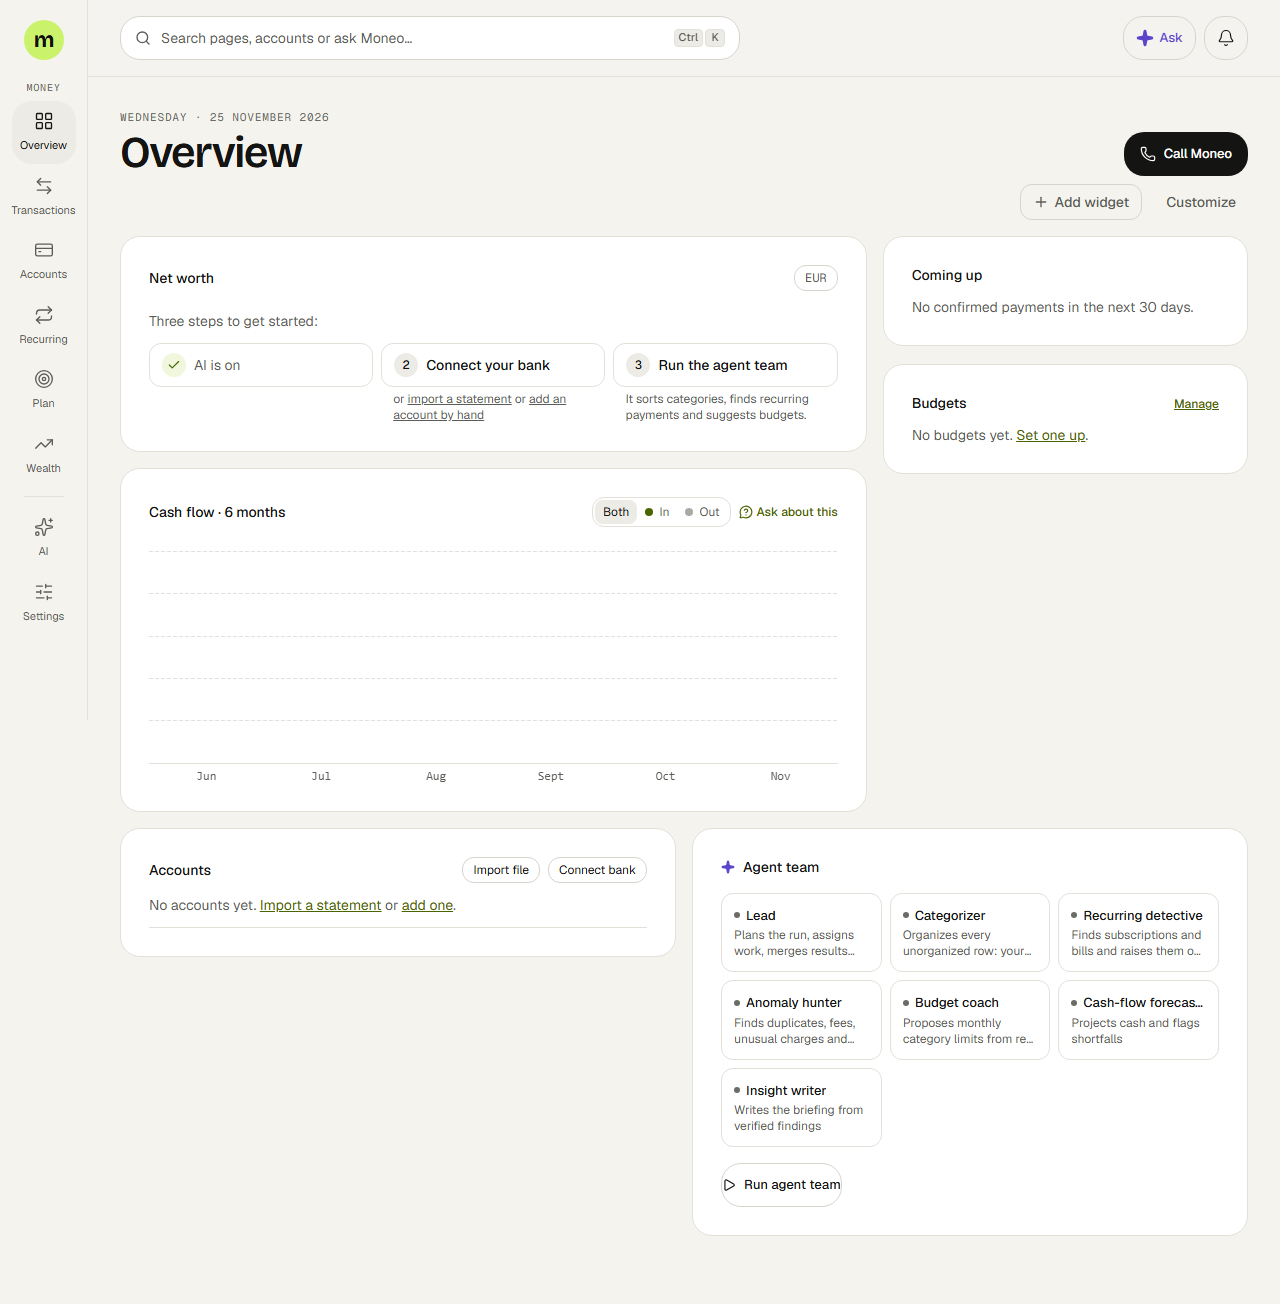 m
Search pages, accounts or ask Moneo...
Ctrl K
Ask
MONEY
Overview
Transactions
Accounts
Recurring
Plan
Wealth
AI
Settings
WEDNESDAY · 25 NOVEMBER 2026
Overview
Call Moneo
Add widget
Customize
Net worth
EUR
Three steps to get started:
AI is on
2 Connect your bank
or import a statement or add an
account by hand
3 Run the agent team
It sorts categories, finds recurring
payments and suggests budgets.
Coming up
No confirmed payments in the next 30 days.
Budgets
Manage
No budgets yet. Set one up.
Cash flow · 6 months
Both
In
Out
Ask about this
Jun Jul Aug Sept Oct Nov
Accounts
Import file
Connect bank
No accounts yet. Import a statement or add one.
Agent team
Lead
Plans the run, assigns
work, merges results...
Categorizer
Organizes every
unorganized row: your...
Recurring detective
Finds subscriptions and
bills and raises them o...
Anomaly hunter
Finds duplicates, fees,
unusual charges and...
Budget coach
Proposes monthly
category limits from re...
Cash-flow forecas...
Projects cash and flags
shortfalls
Insight writer
Writes the briefing from
verified findings
Run agent team